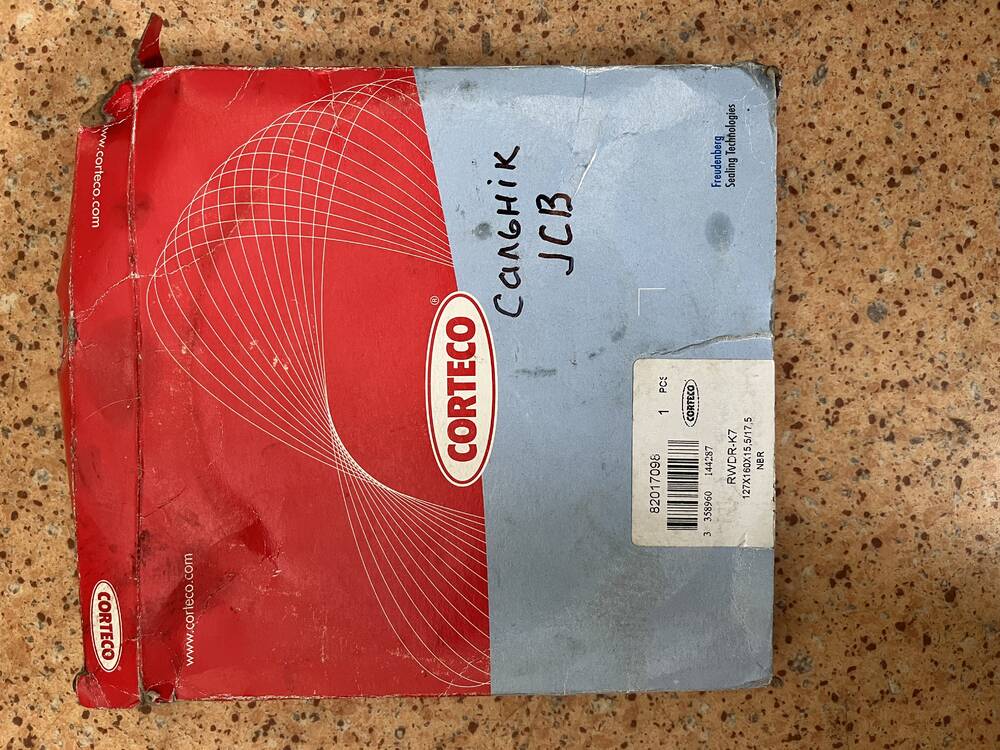 www.corteco.com
CORTECO
www.corteco.com
CORTECO
®
Сальнік
JCB
Freudenberg
Sealing Technologies
82017098
1 PCS
CORTECO
3 358960 144287
RWDR-K7
127X160X15,5/17,5
NBR